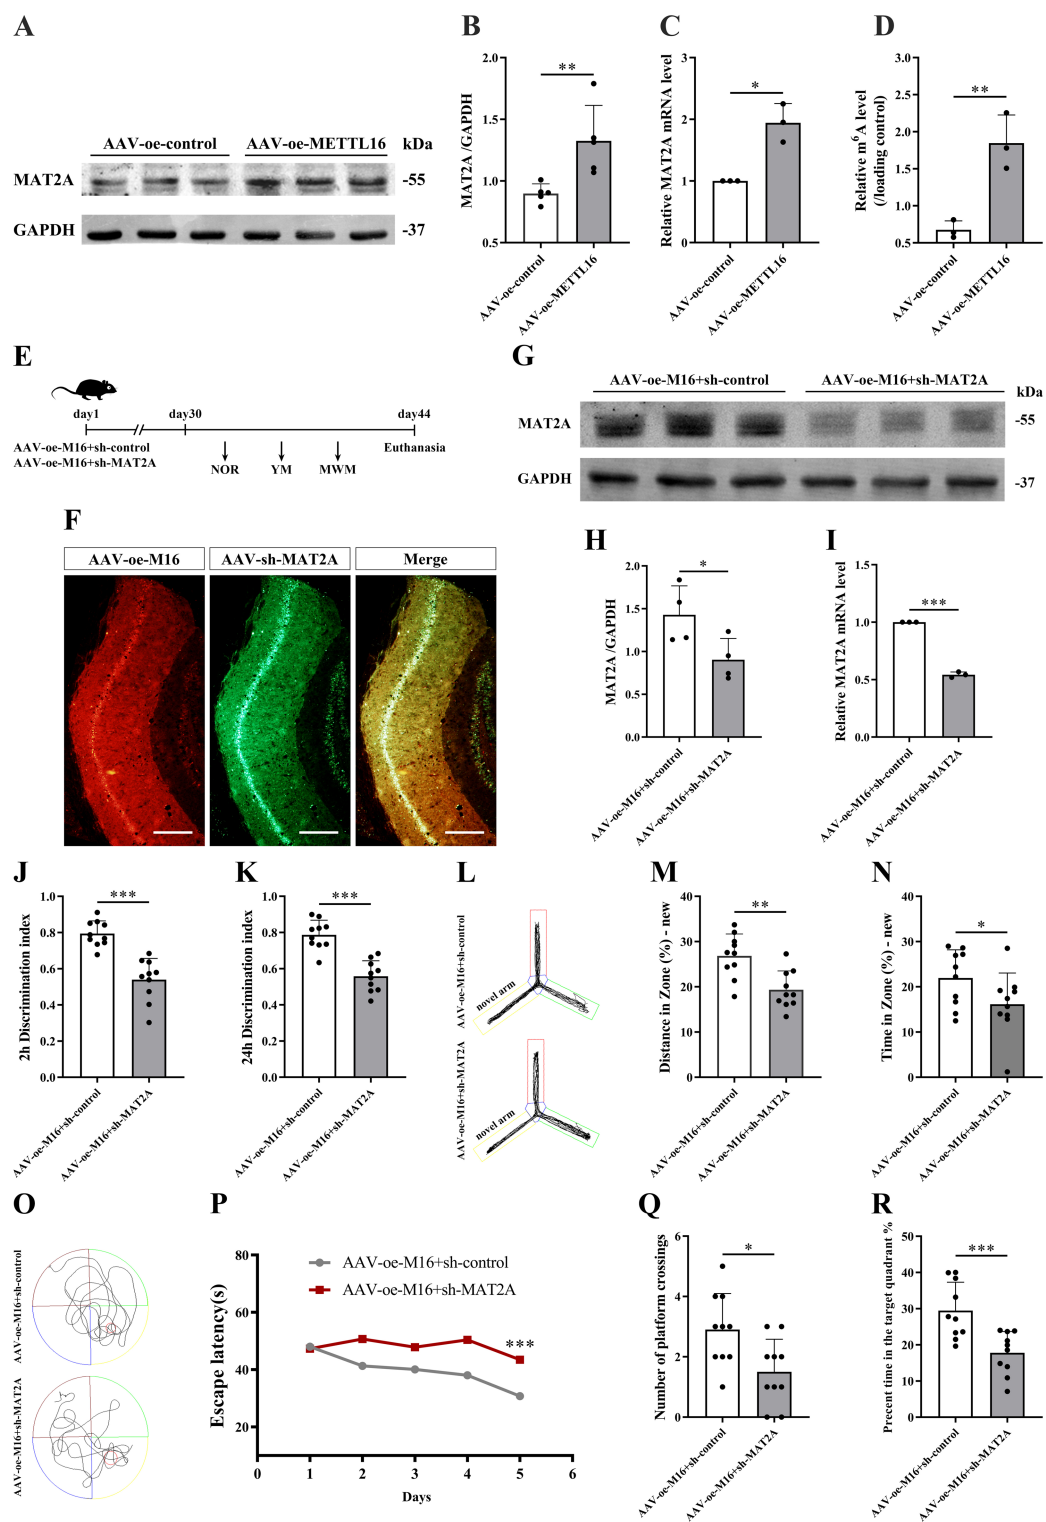 A
AAV-oe-control
AAV-oe-METTL16
kDa
MAT2A
-55
GAPDH
-37
B
MAT2A /GAPDH
2.0
1.5
1.0
0.5
**
AAV-oe-control
AAV-oe-METTL16
C
Relative MAT2A mRNA level
3
2
1
0
*
AAV-oe-control
AAV-oe-METTL16
D
Relative m6A level
(/loading control)
3.0
2.5
2.0
1.5
1.0
0.5
**
AAV-oe-control
AAV-oe-METTL16
E
day1
day30
day44
AAV-oe-M16+sh-control
AAV-oe-M16+sh-MAT2A
NOR
YM
MWM
Euthanasia
F
AAV-oe-M16
AAV-sh-MAT2A
Merge
G
AAV-oe-M16+sh-control
AAV-oe-M16+sh-MAT2A
kDa
MAT2A
-55
GAPDH
-37
H
MAT2A /GAPDH
2.0
1.5
1.0
0.5
0.0
*
AAV-oe-M16+sh-control
AAV-oe-M16+sh-MAT2A
I
Relative MAT2A mRNA level
1.5
1.0
0.5
0.0
***
AAV-oe-M16+sh-control
AAV-oe-M16+sh-MAT2A
J
2h Discrimination index
1.0
0.8
0.6
0.4
0.2
0.0
***
AAV-oe-M16+sh-control
AAV-oe-M16+sh-MAT2A
K
24h Discrimination index
1.0
0.8
0.6
0.4
0.2
0.0
***
AAV-oe-M16+sh-control
AAV-oe-M16+sh-MAT2A
L
AAV-oe-M16+sh-control
novel arm
AAV-oe-M16+sh-MAT2A
novel arm
M
Distance in Zone (%) - new
40
30
20
10
0
**
AAV-oe-M16+sh-control
AAV-oe-M16+sh-MAT2A
N
Time in Zone (%) - new
40
30
20
10
0
*
AAV-oe-M16+sh-control
AAV-oe-M16+sh-MAT2A
O
AAV-oe-M16+sh-control
AAV-oe-M16+sh-MAT2A
P
Escape latency(s)
80
60
40
20
AAV-oe-M16+sh-control
AAV-oe-M16+sh-MAT2A
***
0
1
2
3
4
5
6
Days
Q
Number of platform crossings
6
4
2
0
*
AAV-oe-M16+sh-control
AAV-oe-M16+sh-MAT2A
R
Precent time in the target quadrant %
50
40
30
20
10
0
***
AAV-oe-M16+sh-control
AAV-oe-M16+sh-MAT2A